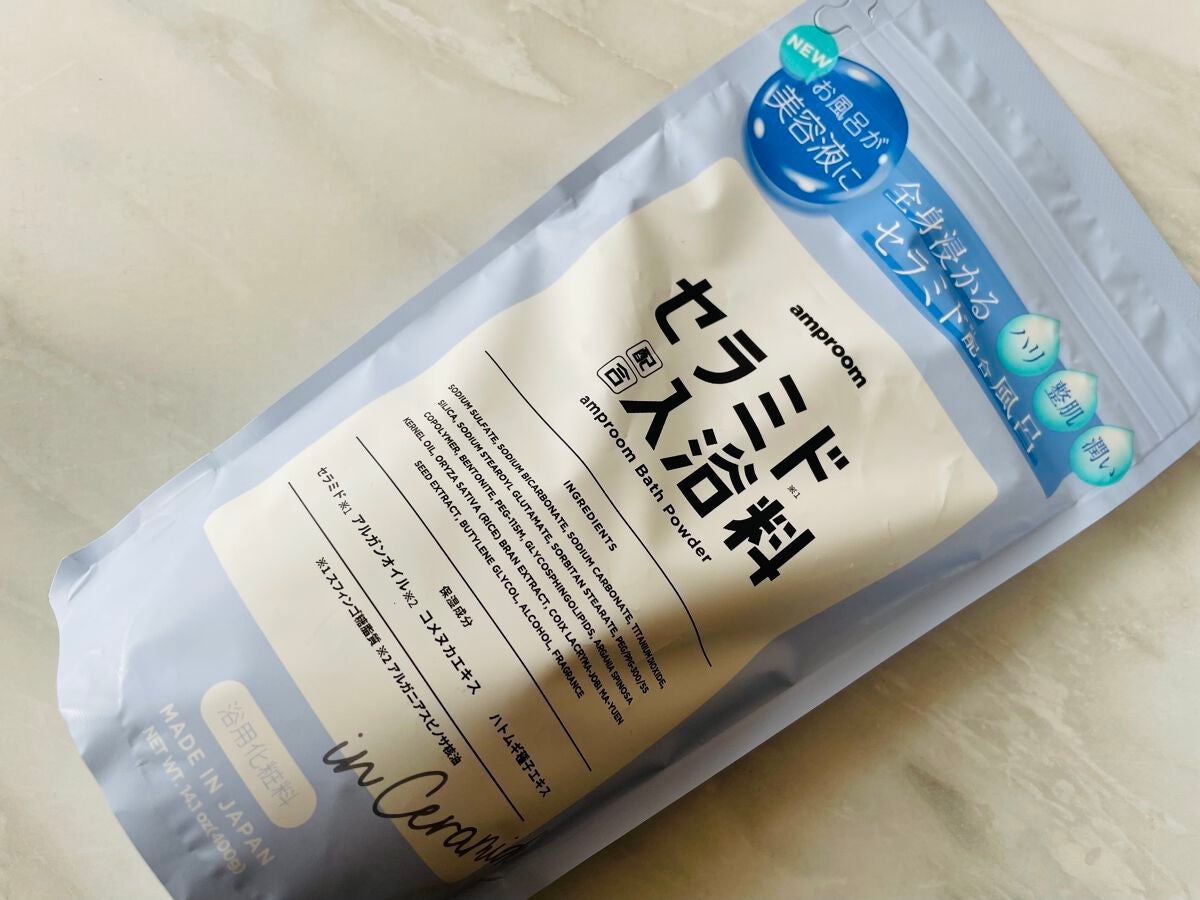 NEW
お風呂が
美容液に
全身浸かる
セラミド配合風呂
ハリ
整肌
潤い
amproom
セラミド※1
配合
入浴料
amproom Bath Powder
INGREDIENTS
SODIUM SULFATE, SODIUM BICARBONATE, SODIUM CARBONATE, TITANIUM DIOXIDE,
SILICA, SODIUM STEAROYL GLUTAMATE, SORBITAN STEARATE, PEG/PPG-300/55
COPOLYMER, BENTONITE, PEG-115M, GLYCOSPHINGOLIPIDS, ARGANIA SPINOSA
KERNEL OIL, ORYZA SATIVA (RICE) BRAN EXTRACT, COIX LACRYMA-JOBI MA-YUEN
SEED EXTRACT, BUTYLENE GLYCOL, ALCOHOL, FRAGRANCE
保湿成分
セラミド※1 アルガンオイル※2 コメヌカエキス ハトムギ種子エキス
※1スフィンゴ糖脂質 ※2アルガニアスピノサ核油
in Ceramide
浴用化粧料
MADE IN JAPAN
NET WT. 14.1 oz(400g)